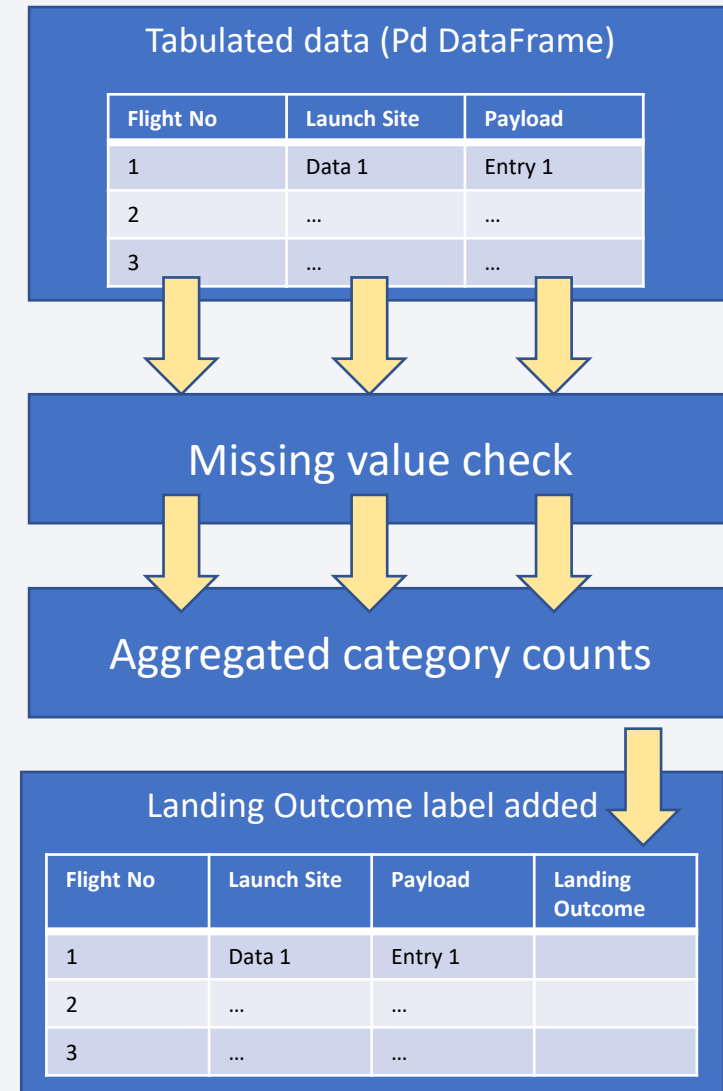 Tabulated data (Pd DataFrame)
Flight No Launch Site Payload
1 Data 1 Entry 1
2 ... ...
3 ... ...
Missing value check
Aggregated category counts
Landing Outcome label added
Flight No Launch Site Payload Landing
Outcome
1 Data 1 Entry 1
2 ... ...
3 ... ...